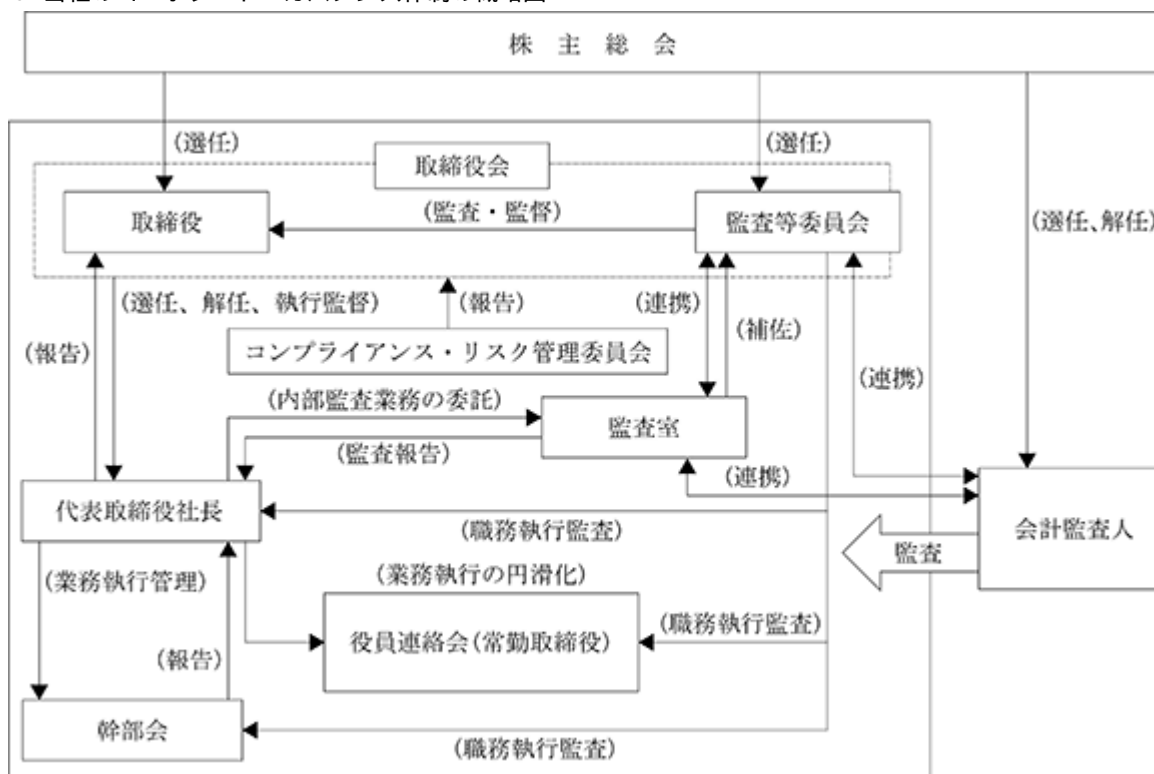 株 主 総 会
(選任)
(選任)
(選任、解任)
取締役会
取締役
(監査・監督)
監査等委員会
(選任、解任、執行監督)
(報告)
(連携)
(補佐)
(報告)
コンプライアンス・リスク管理委員会
(連携)
(内部監査業務の委託)
監査室
(監査報告)
(連携)
代表取締役社長
(職務執行監査)
会計監査人
監査
(業務執行管理)
(業務執行の円滑化)
役員連絡会(常勤取締役)
(職務執行監査)
(報告)
幹部会
(職務執行監査)